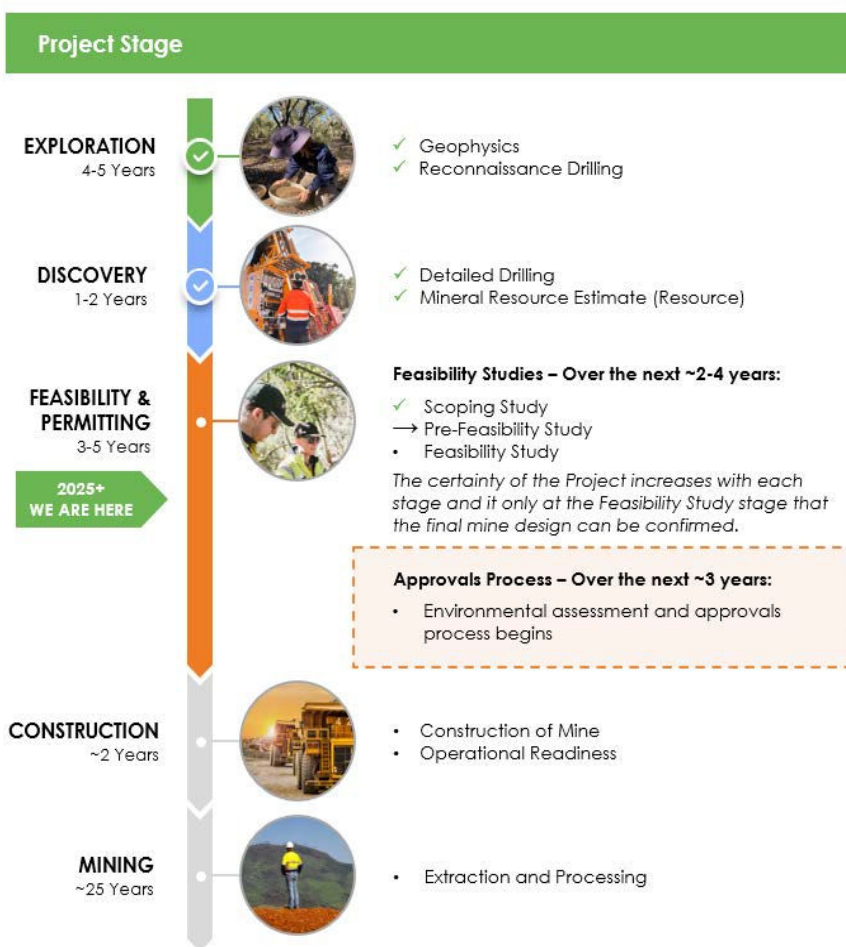 Project Stage
EXPLORATION
4-5 Years
✓ Geophysics
✓ Reconnaissance Drilling
DISCOVERY
1-2 Years
✓ Detailed Drilling
✓ Mineral Resource Estimate (Resource)
FEASIBILITY &
PERMITTING
3-5 Years
2025+
WE ARE HERE
Feasibility Studies – Over the next ~2-4 years:
✓ Scoping Study
→ Pre-Feasibility Study
• Feasibility Study
The certainty of the Project increases with each
stage and it only at the Feasibility Study stage that
the final mine design can be confirmed.
Approvals Process – Over the next ~3 years:
• Environmental assessment and approvals
process begins
CONSTRUCTION
~2 Years
• Construction of Mine
• Operational Readiness
MINING
~25 Years
• Extraction and Processing